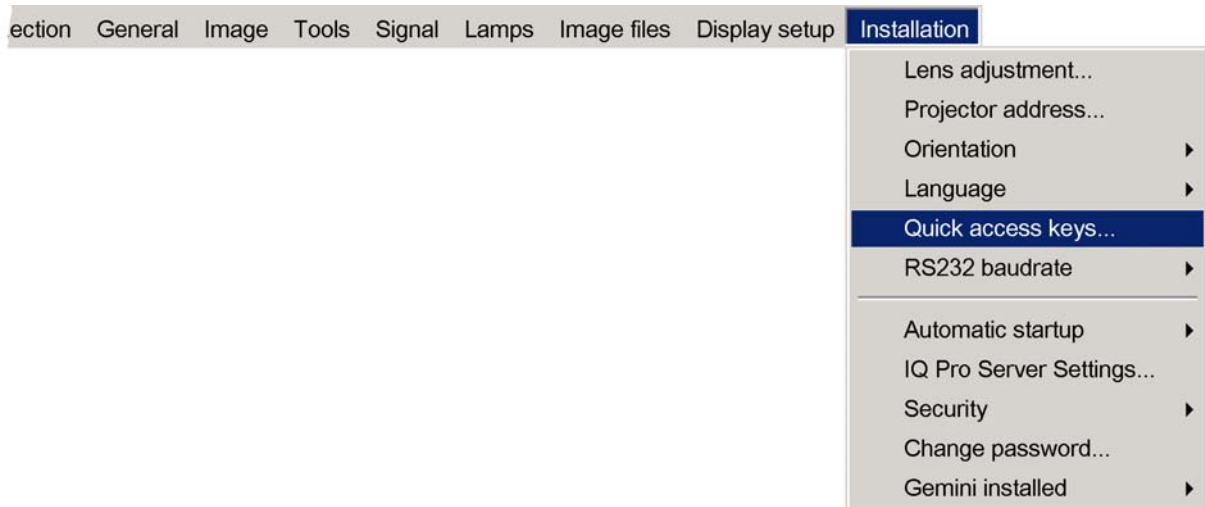 ection General Image Tools Signal Lamps Image files Display setup Installation
Lens adjustment...
Projector address...
Orientation
Language
Quick access keys...
RS232 baudrate
Automatic startup
IQ Pro Server Settings...
Security
Change password...
Gemini installed